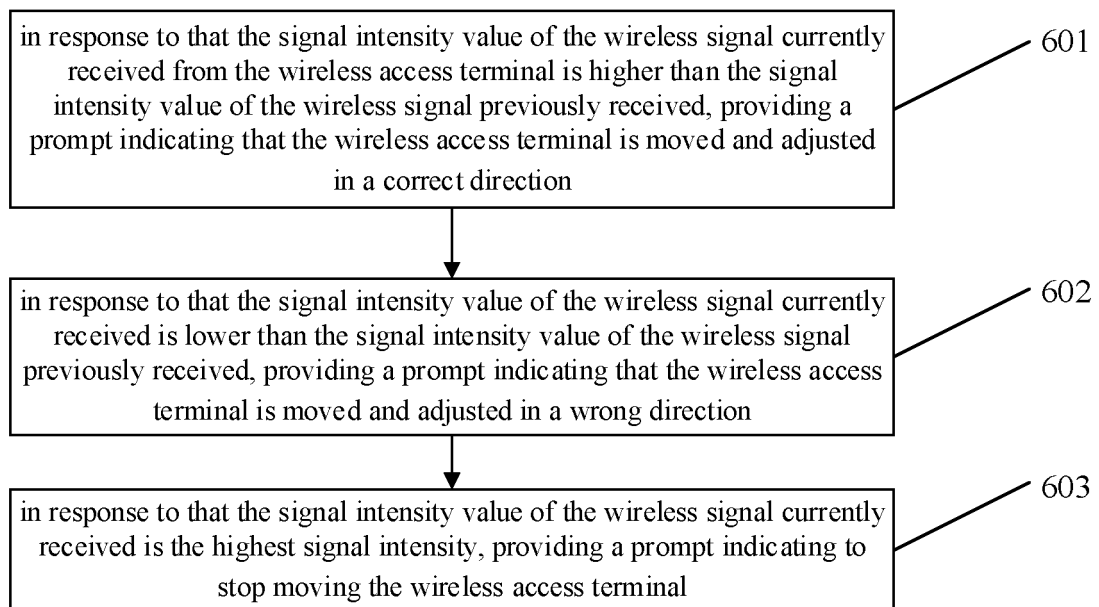 in response to that the signal intensity value of the wireless signal currently
received from the wireless access terminal is higher than the signal
intensity value of the wireless signal previously received, providing a
prompt indicating that the wireless access terminal is moved and adjusted
in a correct direction
601
in response to that the signal intensity value of the wireless signal currently
received is lower than the signal intensity value of the wireless signal
previously received, providing a prompt indicating that the wireless access
terminal is moved and adjusted in a wrong direction
602
in response to that the signal intensity value of the wireless signal currently
received is the highest signal intensity, providing a prompt indicating to
stop moving the wireless access terminal
603